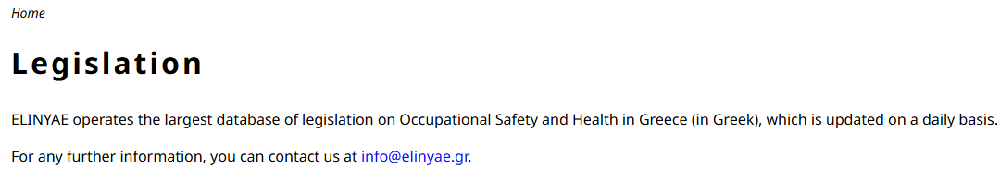 Home
Legislation
ELINYAE operates the largest database of legislation on Occupational Safety and Health in Greece (in Greek), which is updated on a daily basis.
For any further information, you can contact us at info@elinyae.gr.